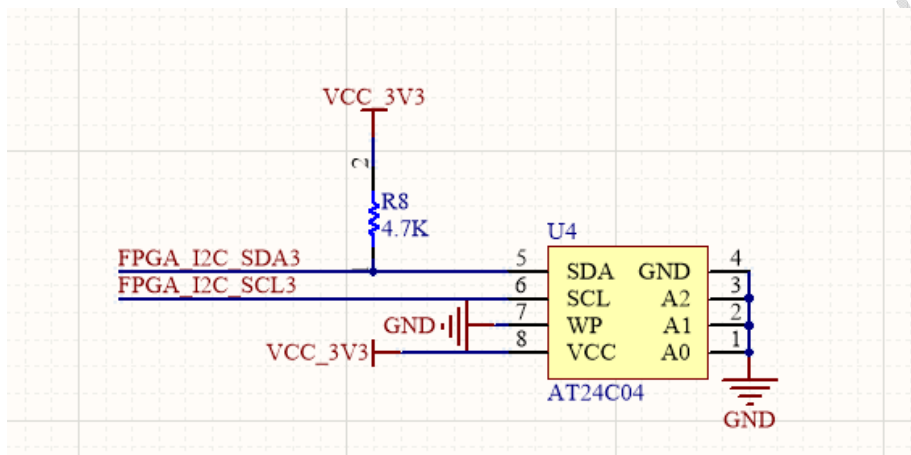 VCC_3V3
2
R8
4.7K
U4
FPGA_I2C_SDA3
1
5
SDA
GND
4
FPGA_I2C_SCL3
6
SCL
A2
3
GND
7
WP
A1
2
VCC_3V3
8
VCC
A0
1
AT24C04
GND